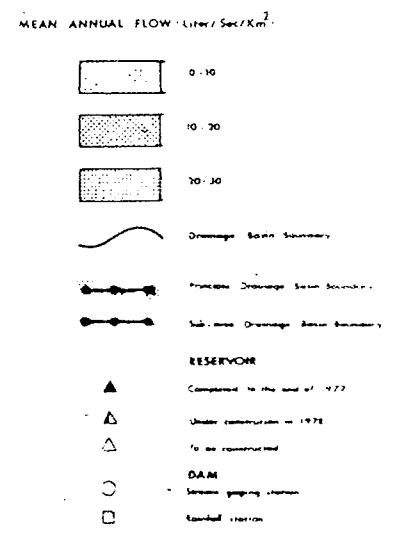 MEAN ANNUAL FLOW Liter/Sec/Km2
0-10
10-20
20-30
Drainage Basin Boundary
Principal Drainage Basin Boundary
Sub-area Drainage Basin Boundary
RESERVOIR
Completed to the end of 1977
Under construction in 1978
To be constructed
DAM
Stream gaging station
Rainfall station